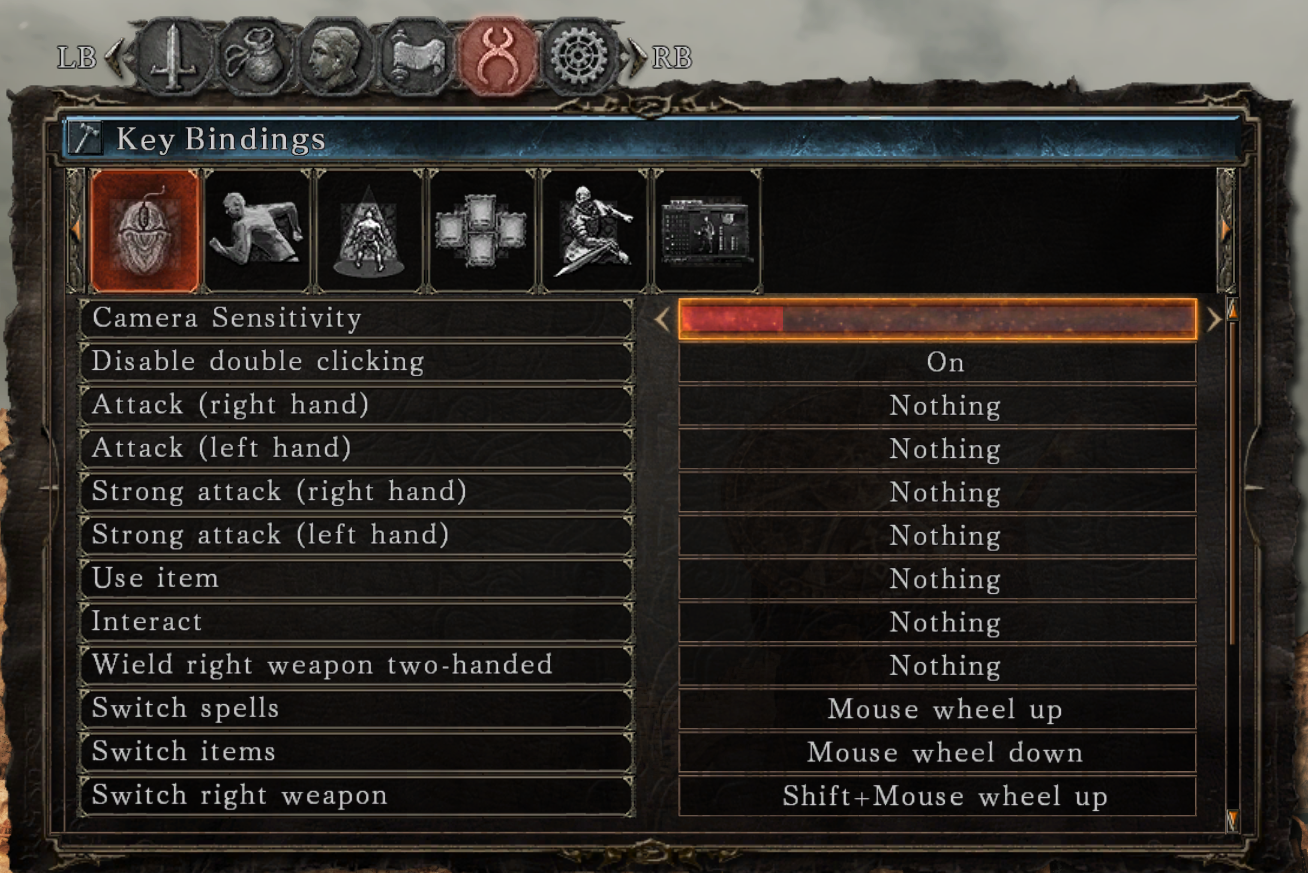 LB RB
Key Bindings
Camera Sensitivity
Disable double clicking On
Attack (right hand) Nothing
Attack (left hand) Nothing
Strong attack (right hand) Nothing
Strong attack (left hand) Nothing
Use item Nothing
Interact Nothing
Wield right weapon two-handed Nothing
Switch spells Mouse wheel up
Switch items Mouse wheel down
Switch right weapon Shift+Mouse wheel up